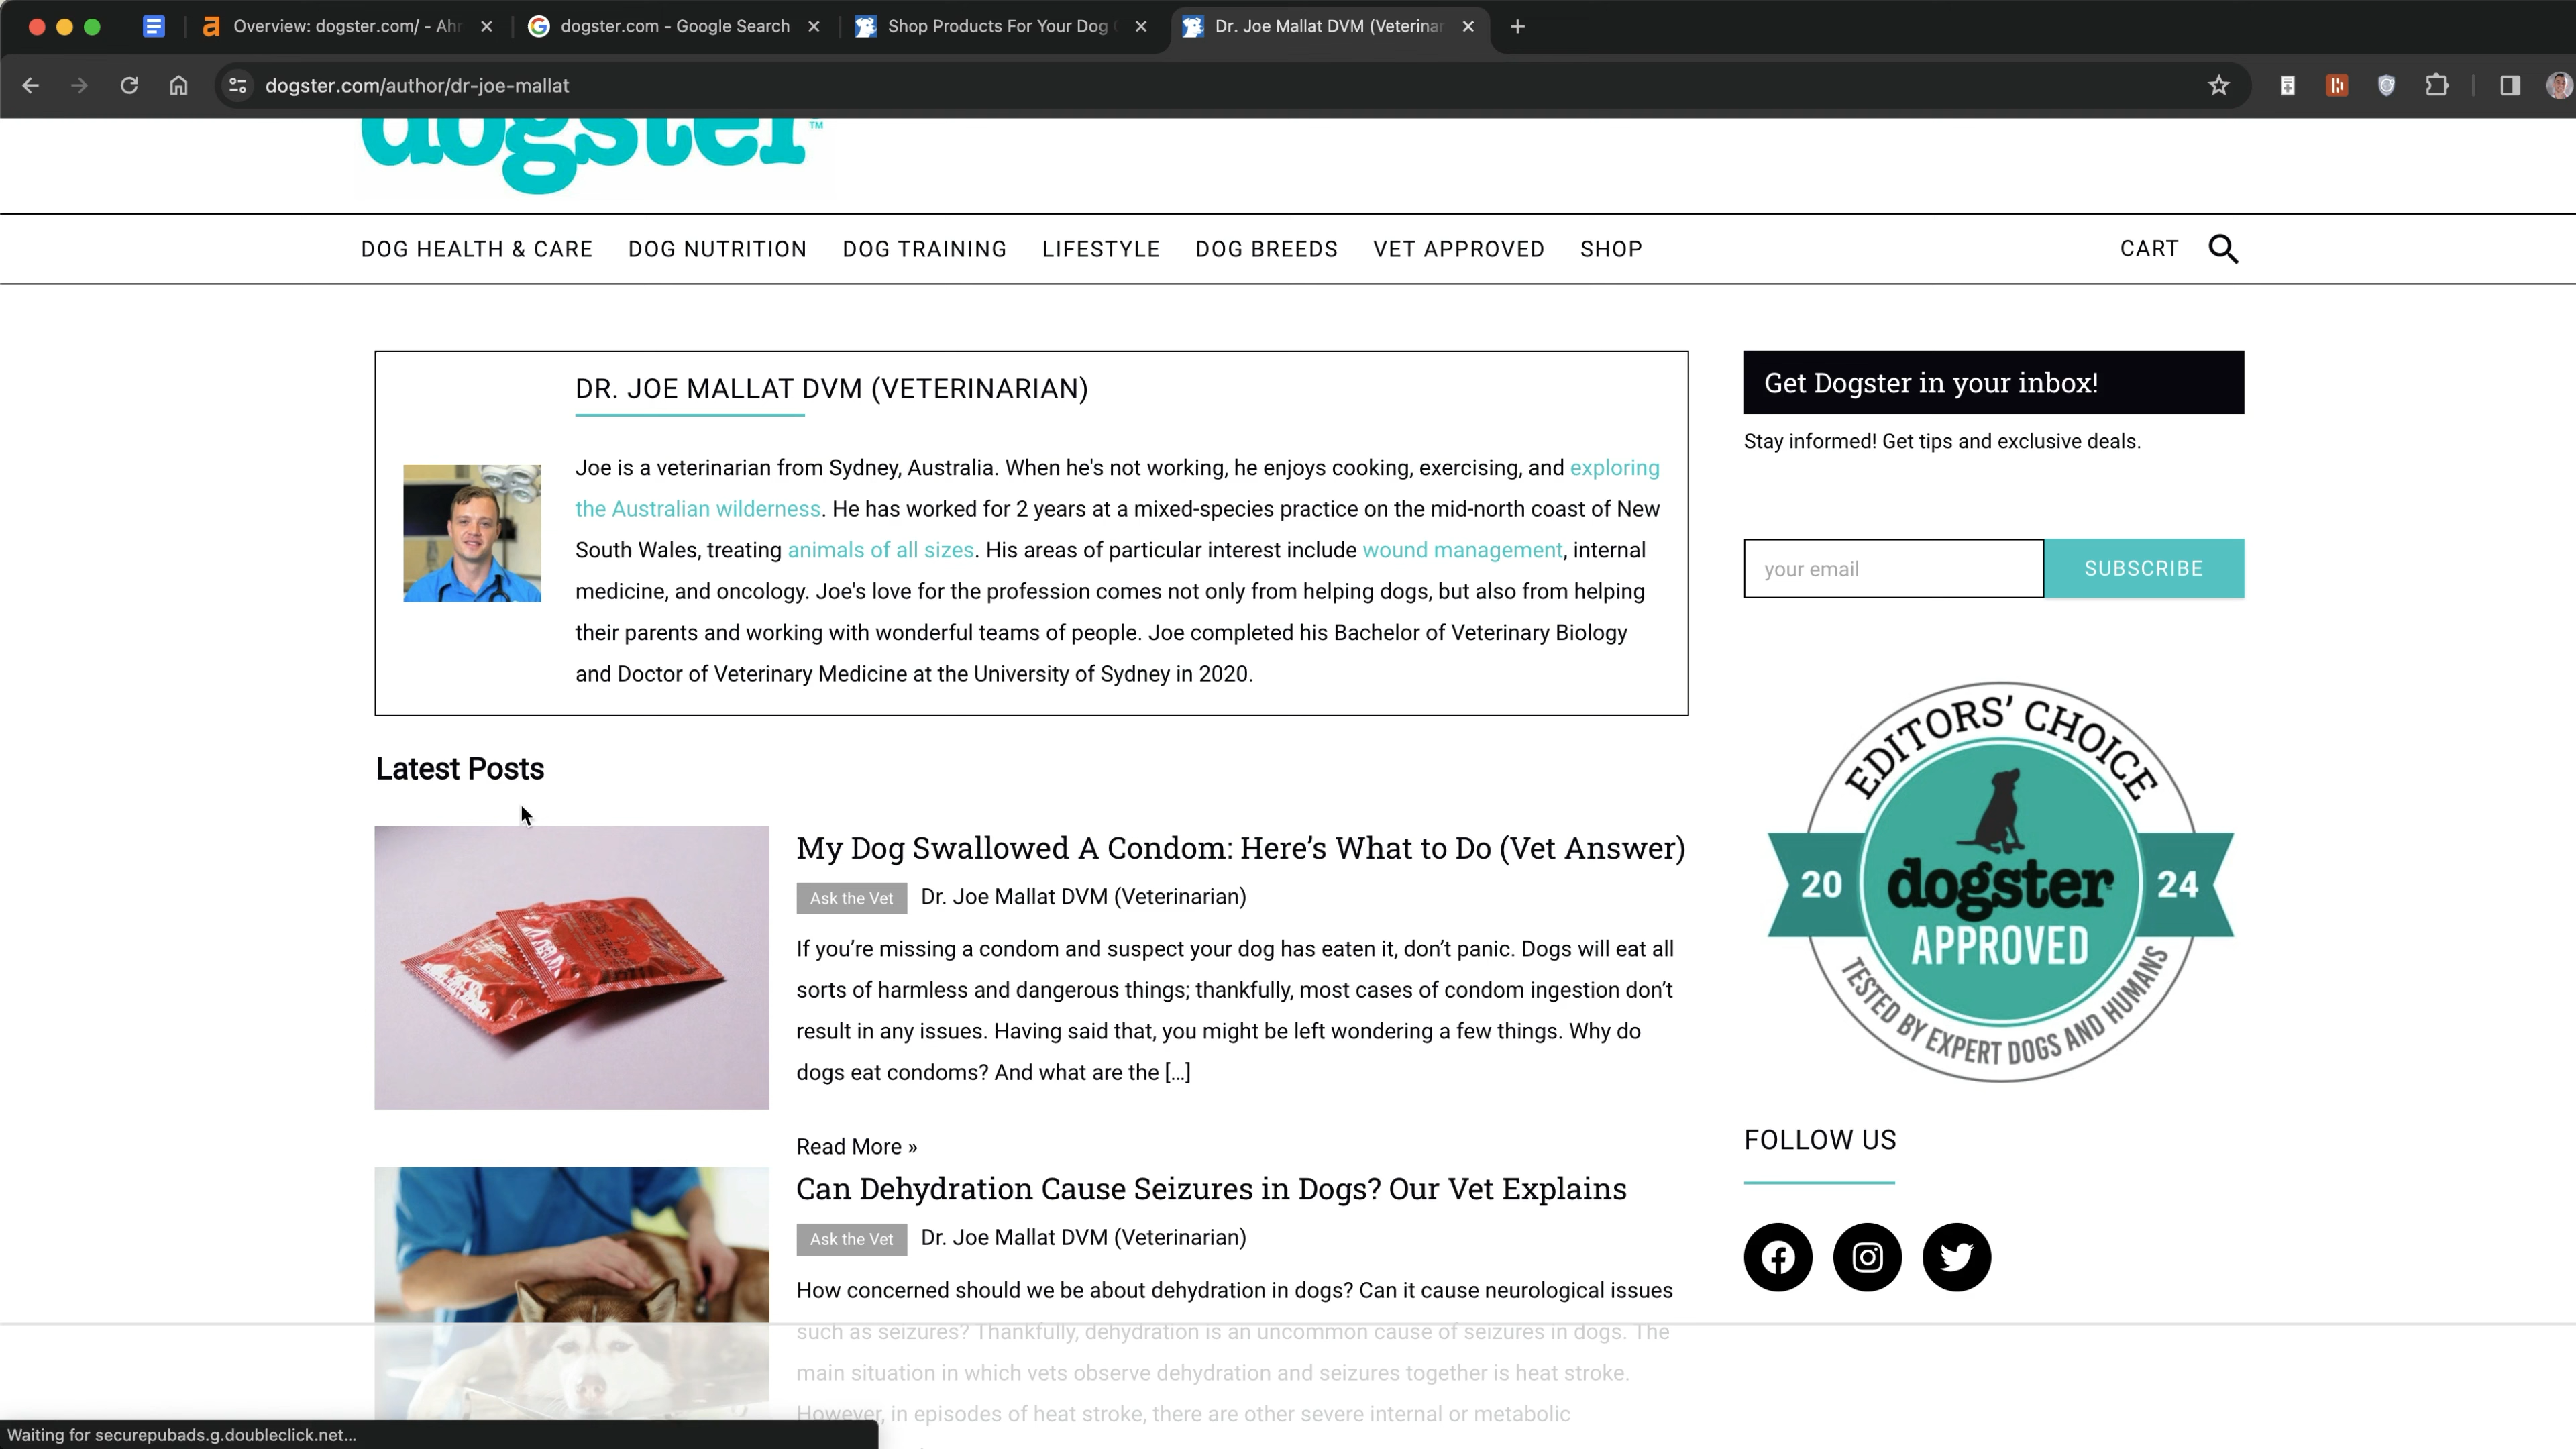 Overview: dogster.com/ - Ahr
dogster.com - Google Search
Shop Products For Your Dog
Dr. Joe Mallat DVM (Veterinar
dogster.com/author/dr-joe-mallat
dogster™
DOG HEALTH & CARE
DOG NUTRITION
DOG TRAINING
LIFESTYLE
DOG BREEDS
VET APPROVED
SHOP
CART
DR. JOE MALLAT DVM (VETERINARIAN)
Joe is a veterinarian from Sydney, Australia. When he's not working, he enjoys cooking, exercising, and exploring
the Australian wilderness. He has worked for 2 years at a mixed-species practice on the mid-north coast of New
South Wales, treating animals of all sizes. His areas of particular interest include wound management, internal
medicine, and oncology. Joe's love for the profession comes not only from helping dogs, but also from helping
their parents and working with wonderful teams of people. Joe completed his Bachelor of Veterinary Biology
and Doctor of Veterinary Medicine at the University of Sydney in 2020.
Get Dogster in your inbox!
Stay informed! Get tips and exclusive deals.
your email
SUBSCRIBE
EDITORS’ CHOICE
20
24
dogster
APPROVED
TESTED BY EXPERT DOGS AND HUMANS
FOLLOW US
Latest Posts
My Dog Swallowed A Condom: Here’s What to Do (Vet Answer)
Ask the Vet
Dr. Joe Mallat DVM (Veterinarian)
If you’re missing a condom and suspect your dog has eaten it, don’t panic. Dogs will eat all
sorts of harmless and dangerous things; thankfully, most cases of condom ingestion don’t
result in any issues. Having said that, you might be left wondering a few things. Why do
dogs eat condoms? And what are the [...]
Read More »
Can Dehydration Cause Seizures in Dogs? Our Vet Explains
Ask the Vet
Dr. Joe Mallat DVM (Veterinarian)
How concerned should we be about dehydration in dogs? Can it cause neurological issues
such as seizures? Thankfully, dehydration is an uncommon cause of seizures in dogs. The
main situation in which vets observe dehydration and seizures together is heat stroke.
However, in episodes of heat stroke, there are other severe internal or metabolic
Waiting for securepubads.g.doubleclick.net...